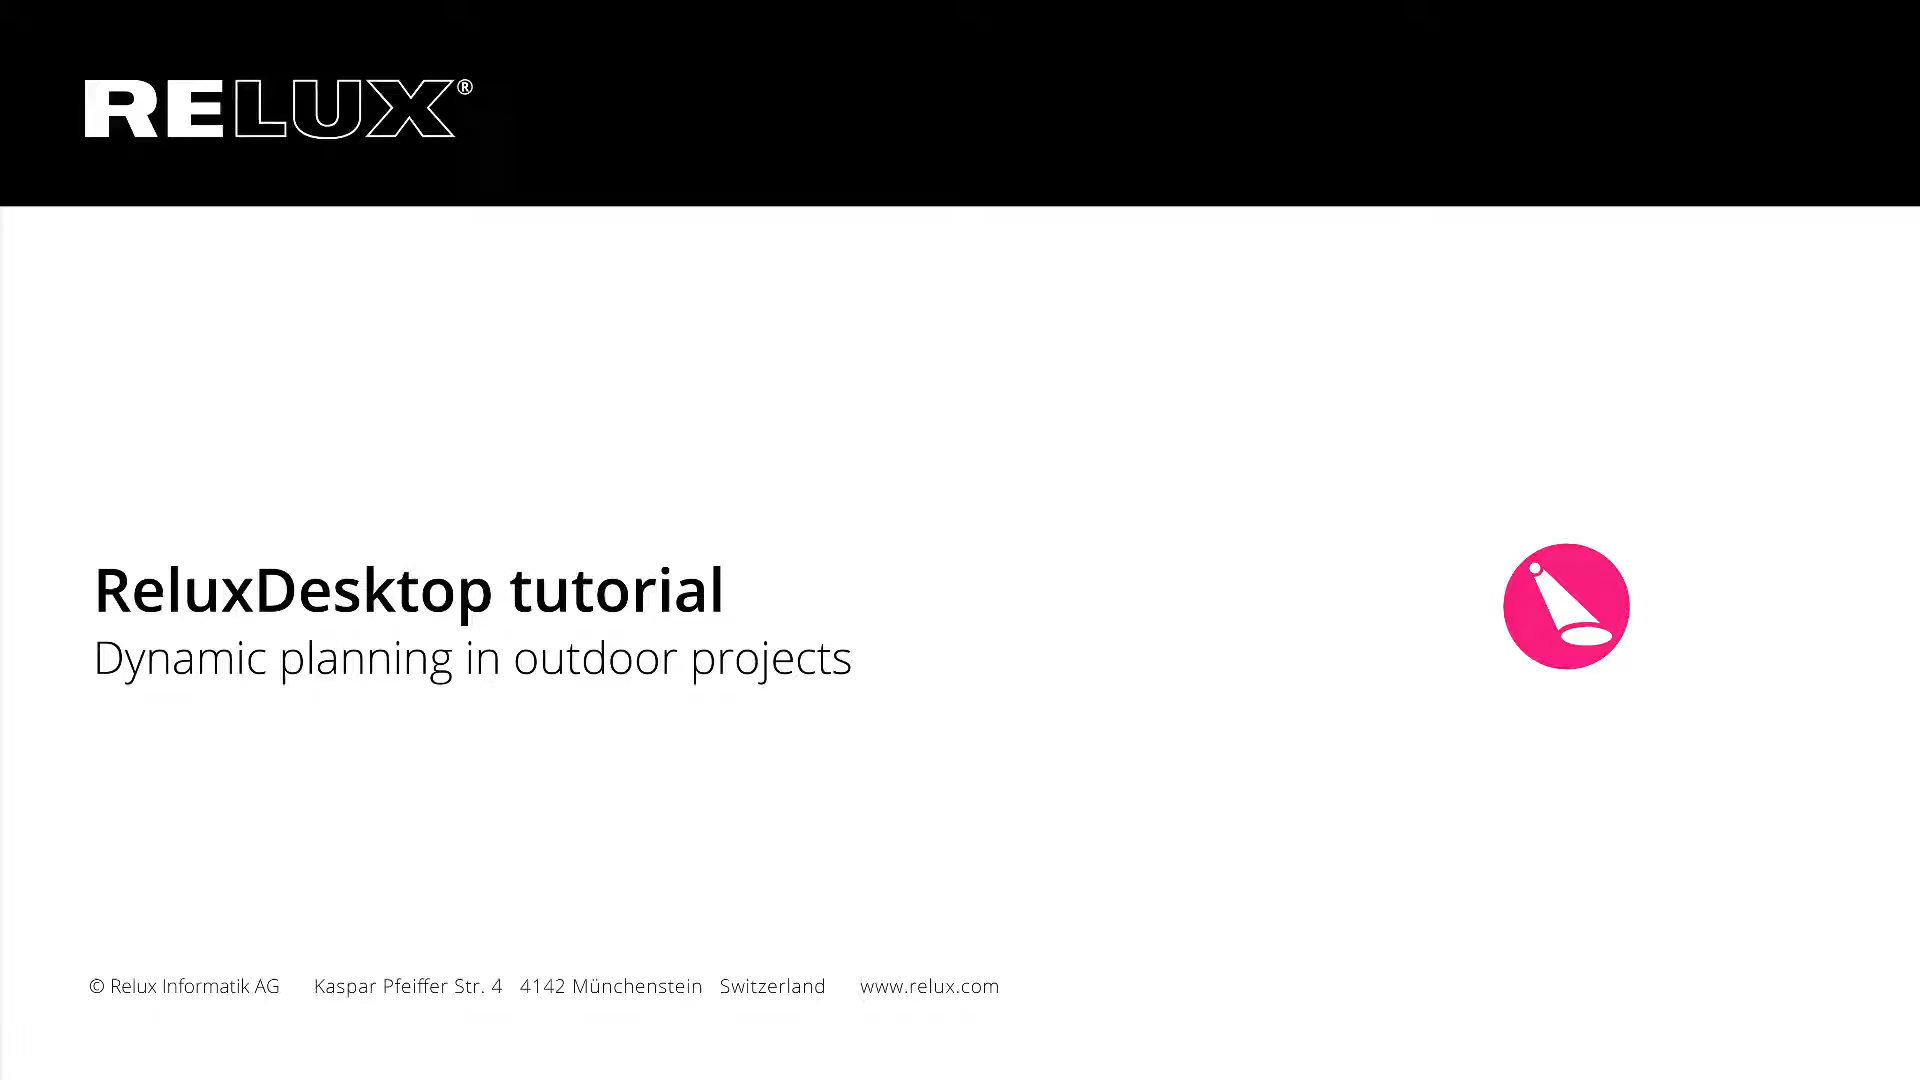 RELUX®
ReluxDesktop tutorial
Dynamic planning in outdoor projects
© Relux Informatik AG Kaspar Pfeiffer Str. 4 4142 Münchenstein Switzerland www.relux.com